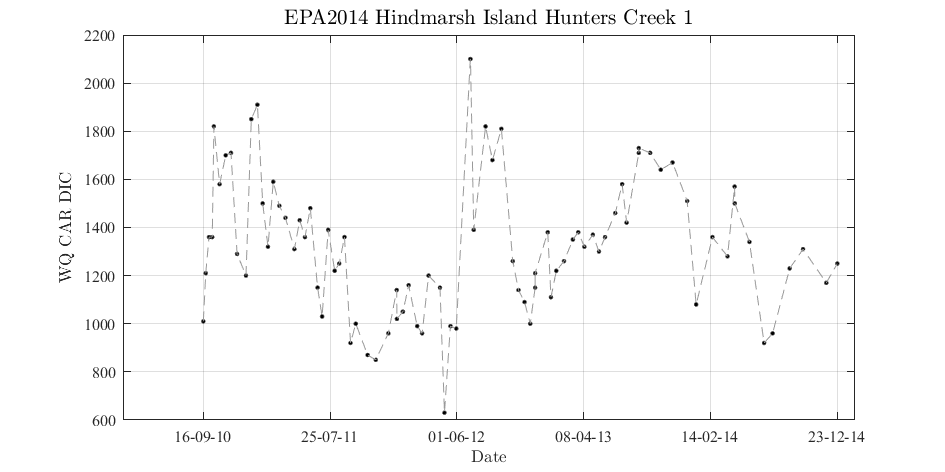 EPA2014 Hindmarsh Island Hunters Creek 1
2200
2000
1800
1600
1400
1200
1000
800
600
WQ CAR DIC
16-09-10 25-07-11 01-06-12 08-04-13 14-02-14 23-12-14
Date